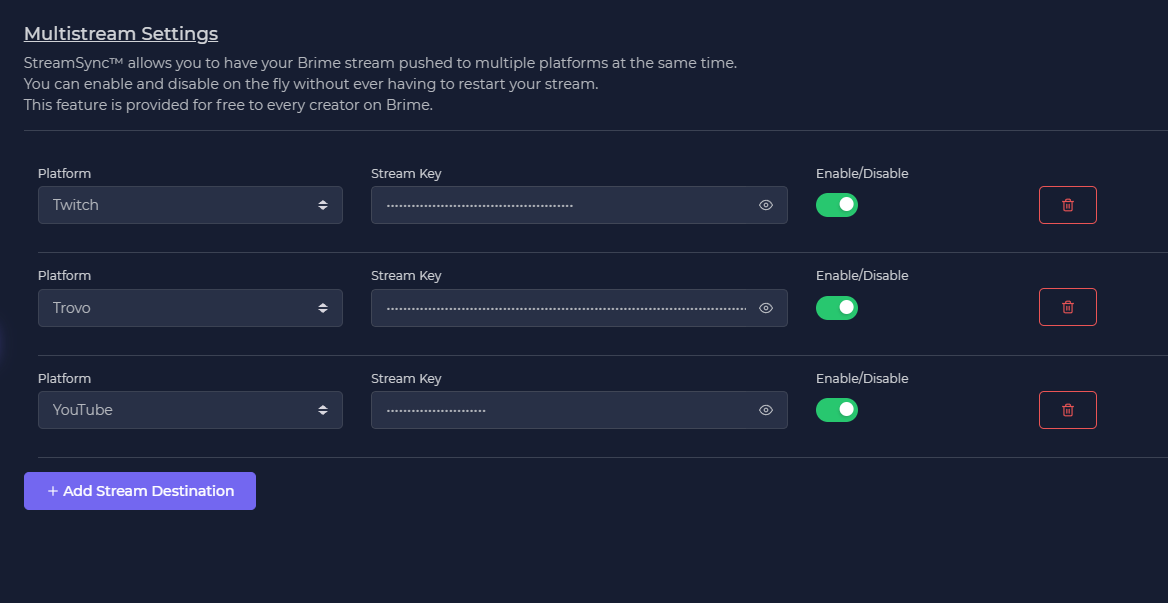 Multistream Settings
StreamSync™ allows you to have your Brime stream pushed to multiple platforms at the same time.
You can enable and disable on the fly without ever having to restart your stream.
This feature is provided for free to every creator on Brime.
Platform Stream Key Enable/Disable
Twitch
Platform Stream Key Enable/Disable
Trovo
Platform Stream Key Enable/Disable
YouTube
+ Add Stream Destination